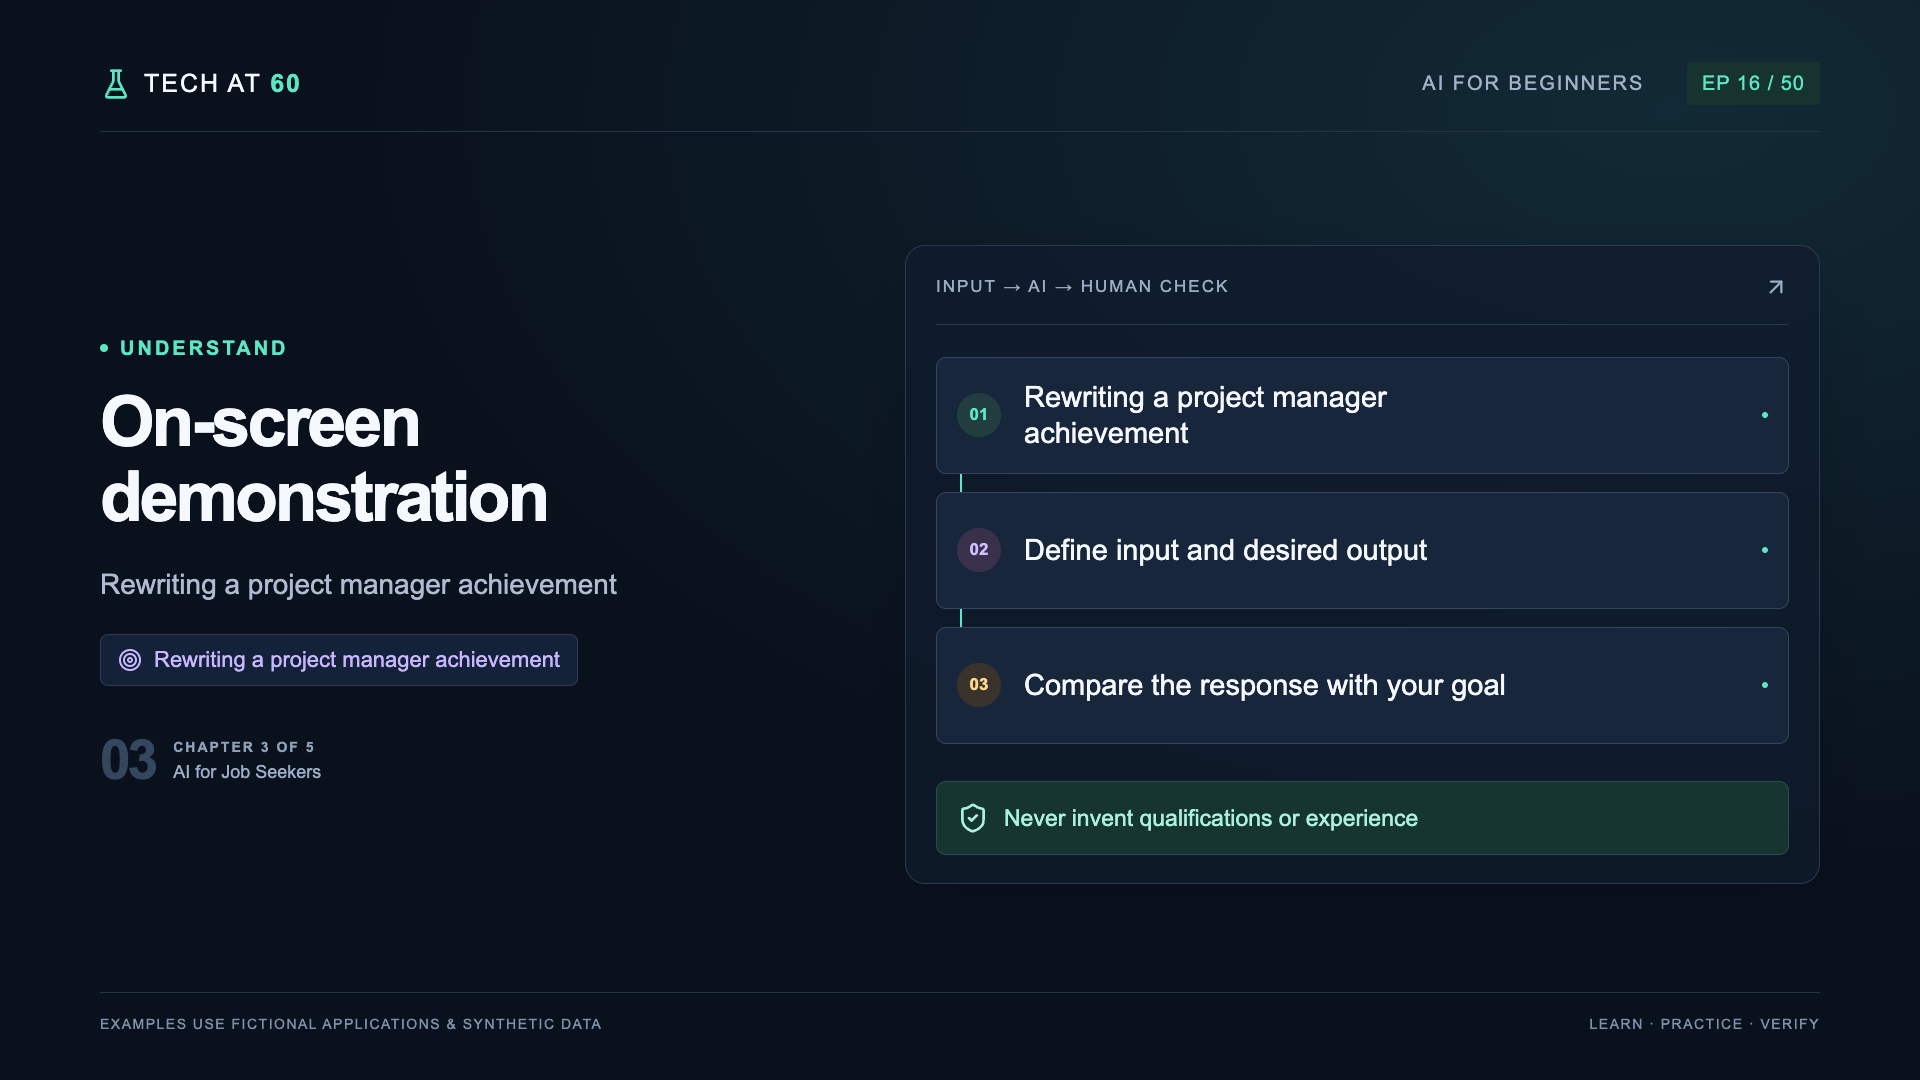 TECH AT 60
AI FOR BEGINNERS
EP 16 / 50
UNDERSTAND
On-screen
demonstration
Rewriting a project manager achievement
Rewriting a project manager achievement
03
CHAPTER 3 OF 5
AI for Job Seekers
INPUT → AI → HUMAN CHECK
01
Rewriting a project manager
achievement
02
Define input and desired output
03
Compare the response with your goal
Never invent qualifications or experience
EXAMPLES USE FICTIONAL APPLICATIONS & SYNTHETIC DATA
LEARN · PRACTICE · VERIFY